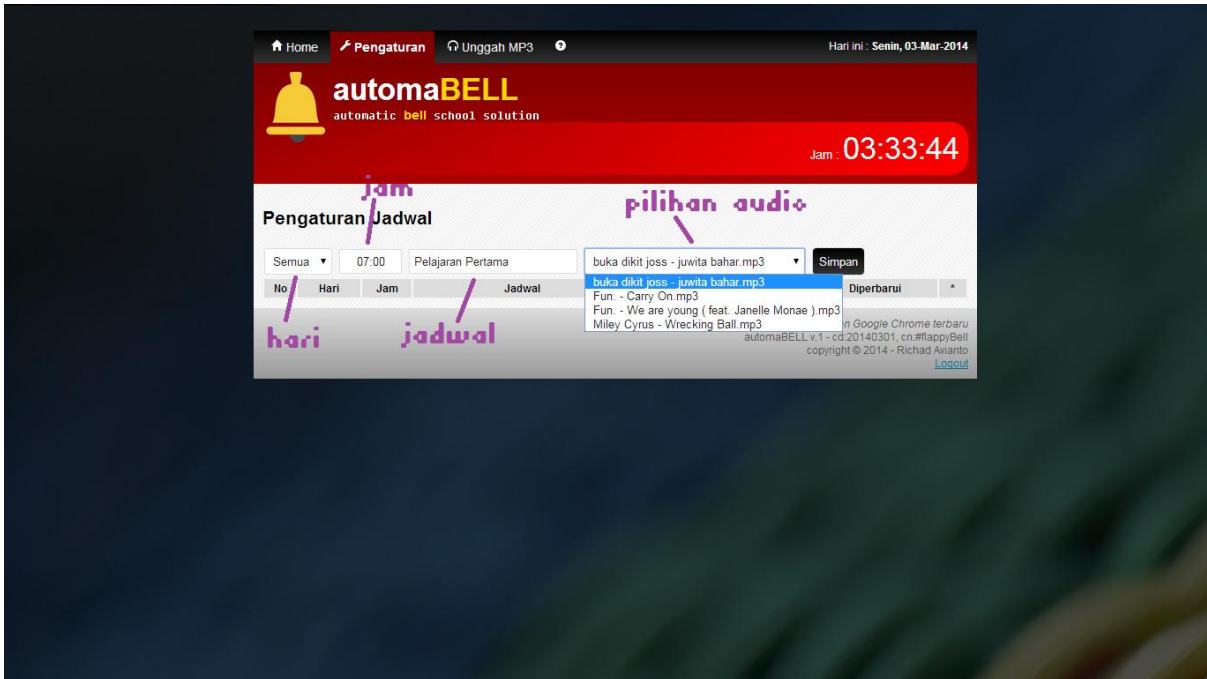 Home Pengaturan Unggah MP3 ? Hari ini : Senin, 03-Mar-2014
automaBELL
automatic bell school solution
Jam : 03:33:44
jam
pilihan audio
Pengaturan Jadwal
Semua 07:00 Pelajaran Pertama buka dikit joss - juwita bahar.mp3 Simpan
No Hari Jam Jadwal Diperbarui *
buka dikit joss - juwita bahar.mp3
Fun. - Carry On.mp3
Fun. - We are young ( feat. Janelle Monae ).mp3
Miley Cyrus - Wrecking Ball.mp3
hari
jadwal
Google Chrome terbaru
automaBELL v.1 - cd:20140301, cn:#flappyBell
copyright © 2014 - Richad Avianto
Logout